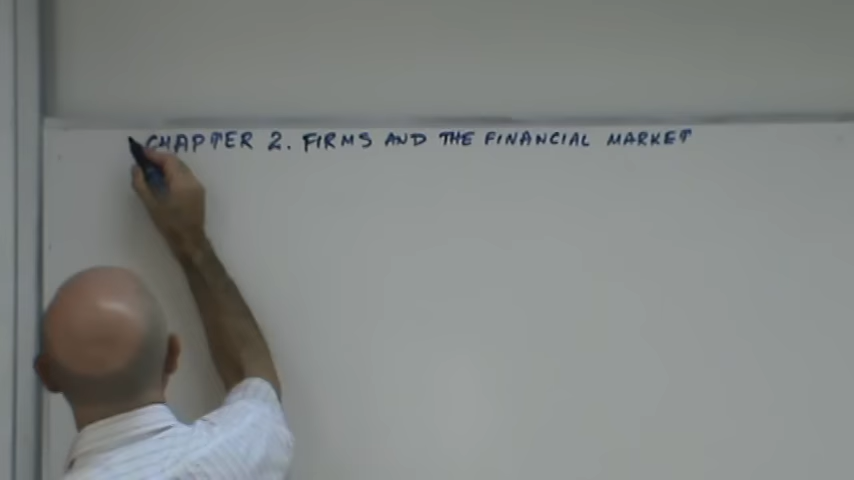 CHAPTER 2. FIRMS AND THE FINANCIAL MARKET